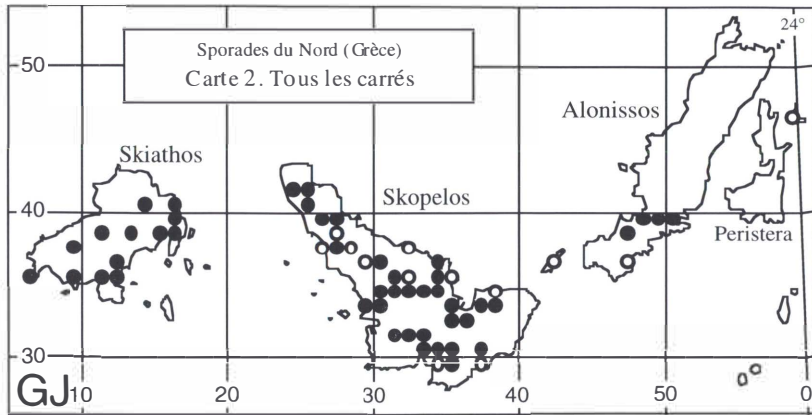 Sporades du Nord (Grèce)
Carte 2. Tous les carrés
24°
50
Alonissos
Skiathos
Skopelos
40
Peristera
30
GJ
10
20
30
40
50
0